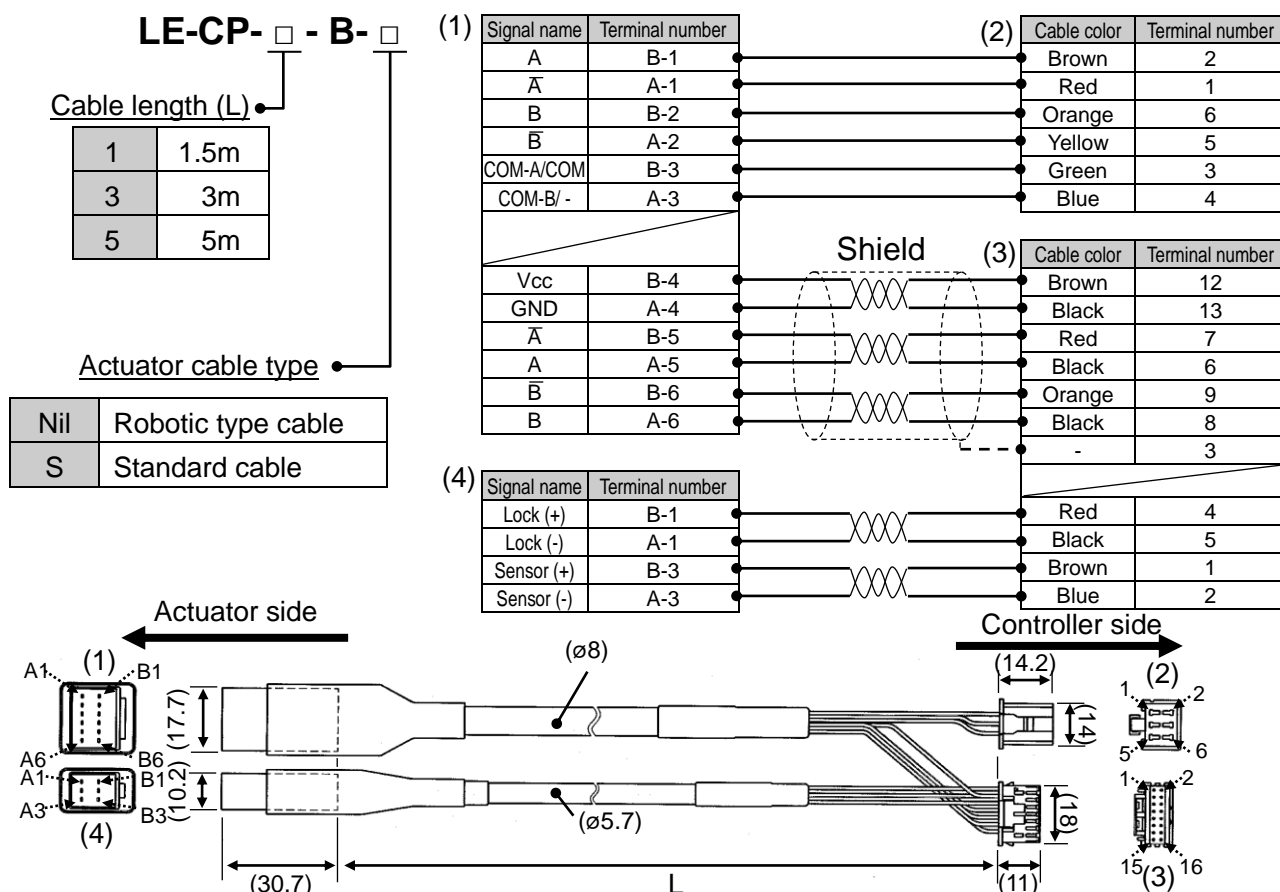 LE-CP- □ - B- □
Cable length (L)
1 1.5m
3 3m
5 5m
Actuator cable type
Nil Robotic type cable
S Standard cable
(1)
Signal name Terminal number
A B-1
A̅ A-1
B B-2
B̅ A-2
COM-A/COM B-3
COM-B/ - A-3
Vcc B-4
GND A-4
A̅ B-5
A A-5
B̅ B-6
B A-6
Shield
(2)
Cable color Terminal number
Brown 2
Red 1
Orange 6
Yellow 5
Green 3
Blue 4
(3)
Cable color Terminal number
Brown 12
Black 13
Red 7
Black 6
Orange 9
Black 8
- 3
Red 4
Black 5
Brown 1
Blue 2
(4)
Signal name Terminal number
Lock (+) B-1
Lock (-) A-1
Sensor (+) B-3
Sensor (-) A-3
Actuator side
Controller side
(1)
A1 B1
A6 B6
A1 B1
A3 B3
(4)
(17.7)
(10.2)
(30.7)
(ø8)
(ø5.7)
L
(14.2)
(14)
(18)
(11)
(2)
1 2
5 6
1 2
15 16
(3)